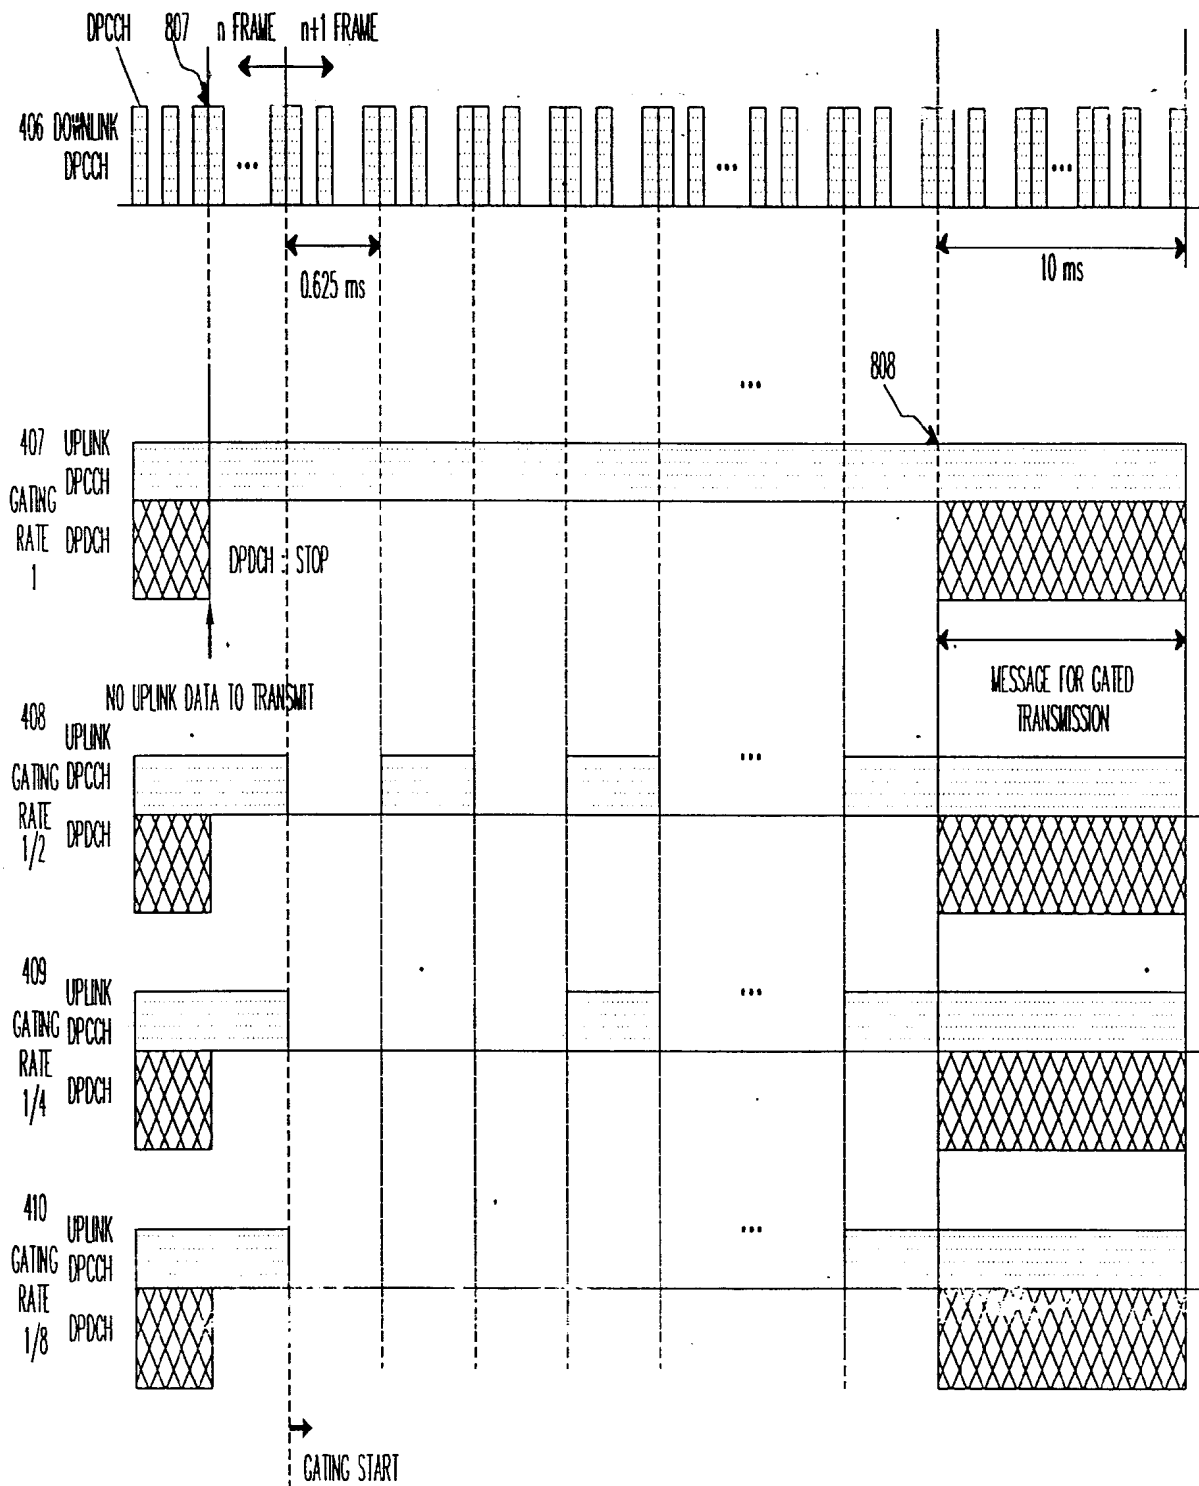 DPCCH 807 n FRAME n+1 FRAME
406 DOWNLINK
DPCCH
...
...
...
0.625 ms
10 ms
...
808
407 UPLINK
DPCCH
GATING
RATE
1
DPDCH
DPDCH : STOP
NO UPLINK DATA TO TRANSMIT
MESSAGE FOR GATED
TRANSMISSION
408
UPLINK
GATING DPCCH
RATE
1/2
DPDCH
...
409
UPLINK
GATING DPCCH
RATE
1/4
DPDCH
...
410
UPLINK
GATING DPCCH
RATE
1/8
DPDCH
...
GATING START